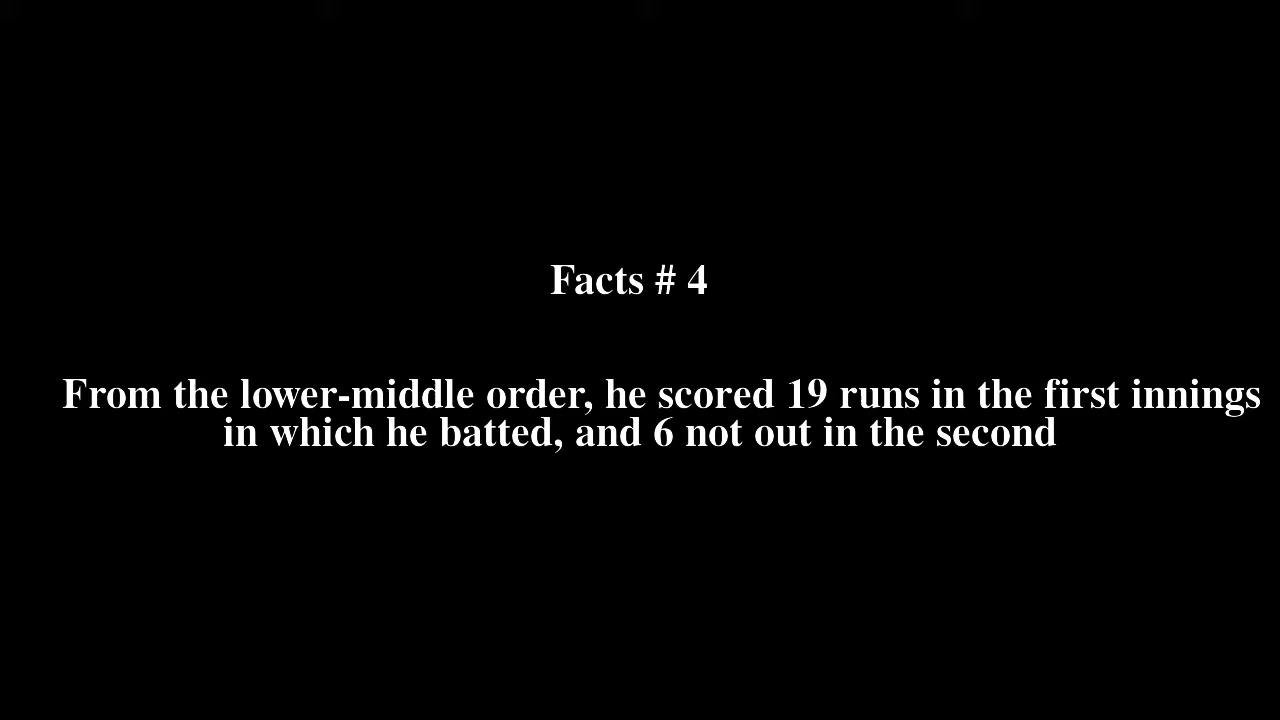 Facts # 4
From the lower-middle order, he scored 19 runs in the first innings
in which he batted, and 6 not out in the second